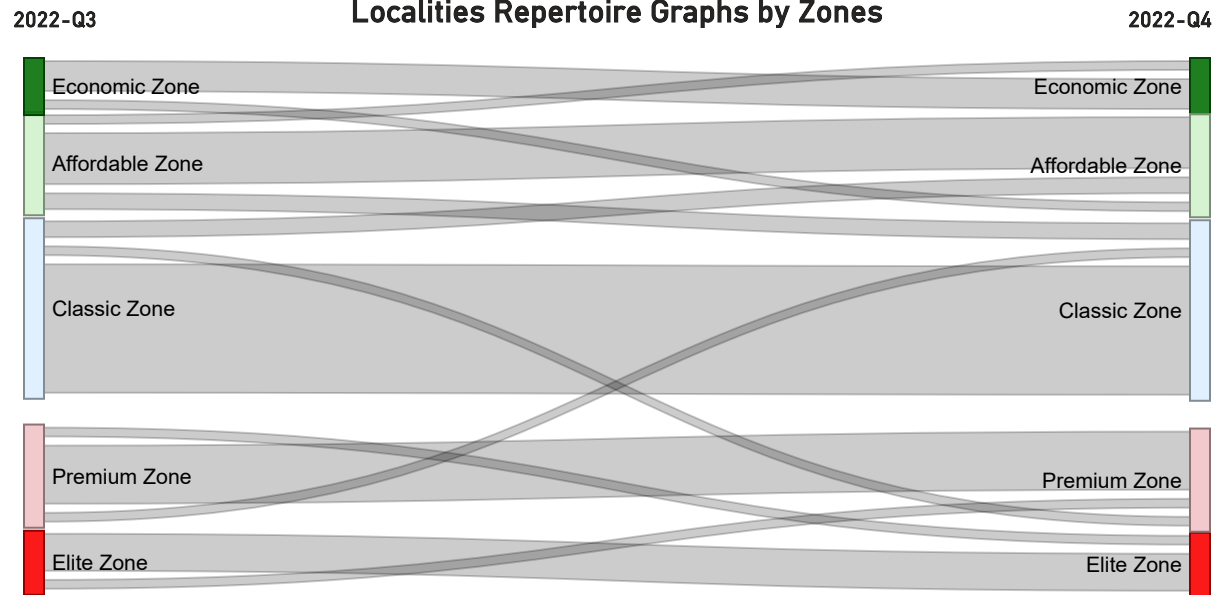 Localities Repertoire Graphs by Zones
2022-Q3
2022-Q4
Economic Zone
Economic Zone
Affordable Zone
Affordable Zone
Classic Zone
Classic Zone
Premium Zone
Premium Zone
Elite Zone
Elite Zone